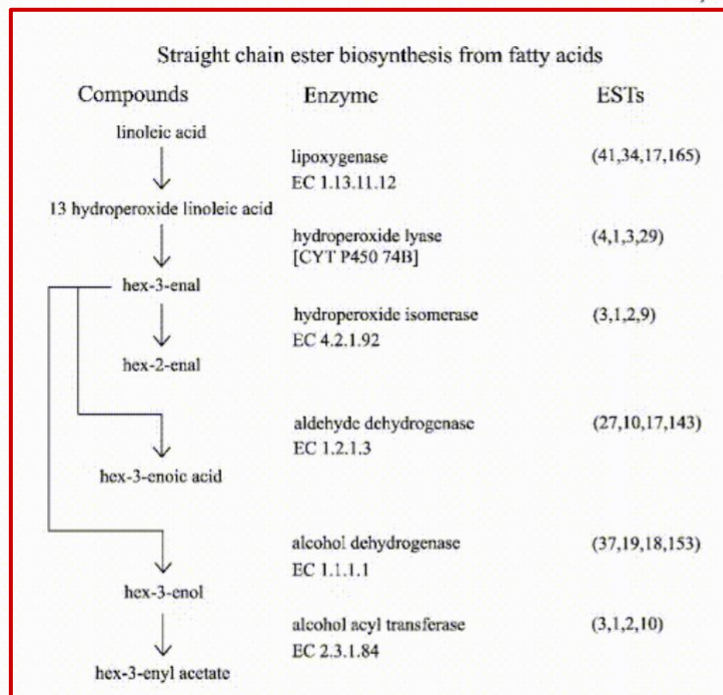 Straight chain ester biosynthesis from fatty acids
Compounds Enzyme ESTs
linoleic acid
lipoxygenase (41,34,17,165)
EC 1.13.11.12
13 hydroperoxide linoleic acid
hydroperoxide lyase (4,1,3,29)
[CYT P450 74B]
hex-3-enal
hydroperoxide isomerase (3,1,2,9)
EC 4.2.1.92
hex-2-enal
aldehyde dehydrogenase (27,10,17,143)
EC 1.2.1.3
hex-3-enoic acid
alcohol dehydrogenase (37,19,18,153)
EC 1.1.1.1
hex-3-enol
alcohol acyl transferase (3,1,2,10)
EC 2.3.1.84
hex-3-enyl acetate